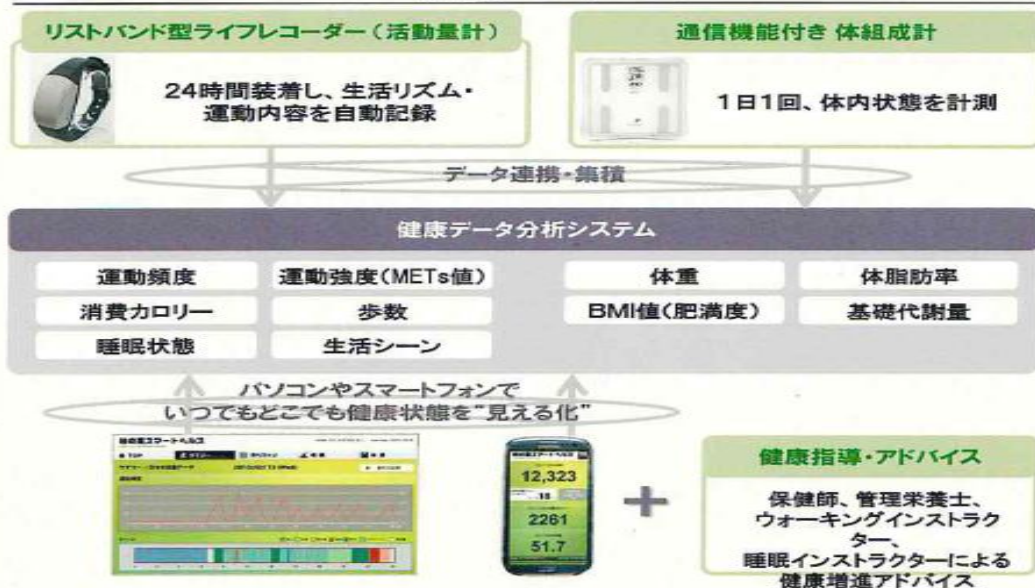 リストバンド型ライフレコーダー(活動量計)
24時間装着し、生活リズム・
運動内容を自動記録
通信機能付き 体組成計
1日1回、体内状態を計測
データ連携・集積
健康データ分析システム
運動頻度
運動強度(METs値)
体重
体脂肪率
消費カロリー
歩数
BMI値(肥満度)
基礎代謝量
睡眠状態
生活シーン
パソコンやスマートフォンで
いつでもどこでも健康状態を"見える化"
TOP
12,323
18
2261
51.7
健康指導・アドバイス
保健師、管理栄養士、
ウォーキングインストラク
ター、
睡眠インストラクターによる
健康増進アドバイス